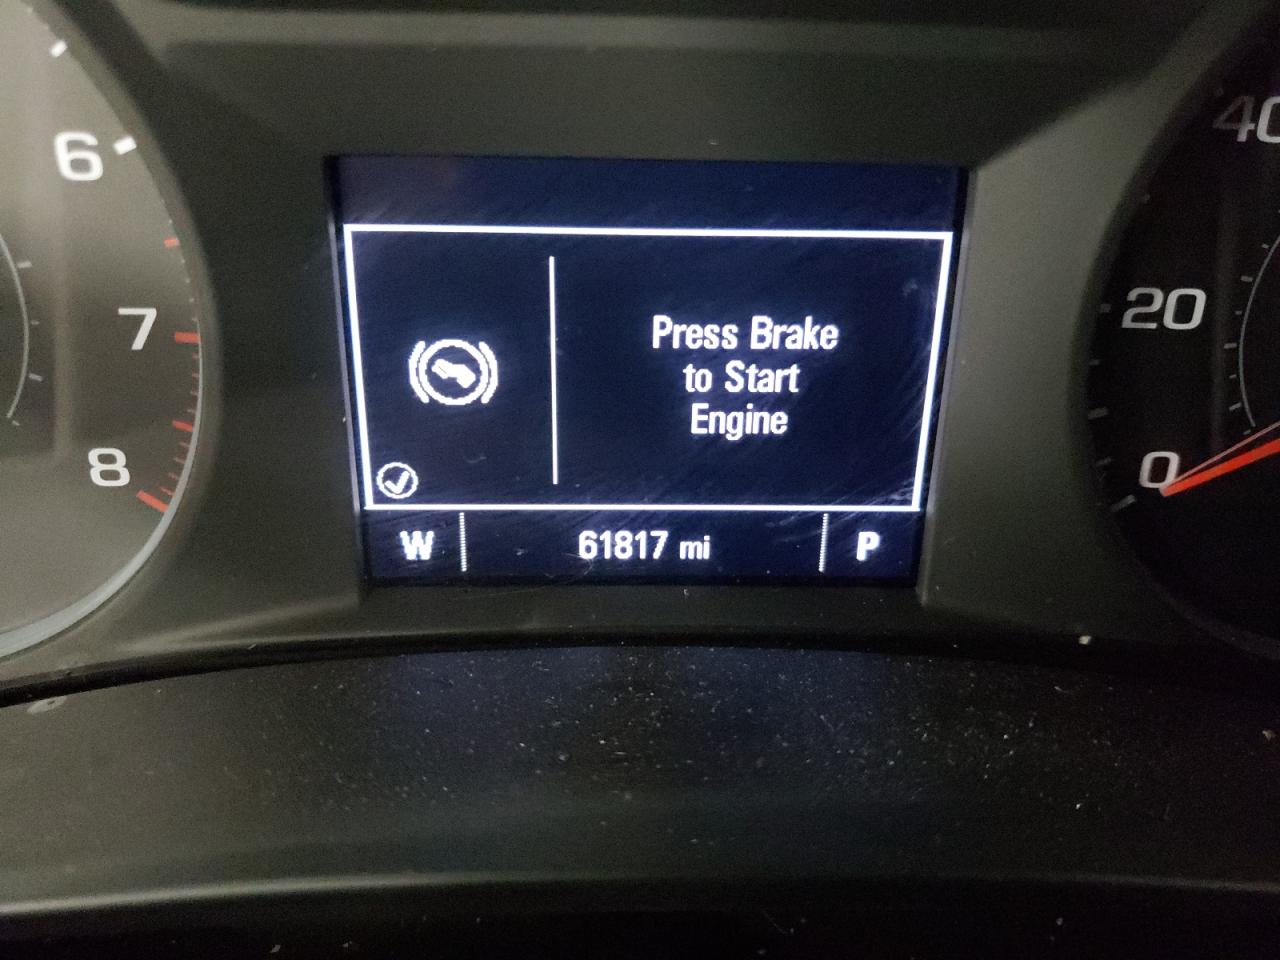 6
7
8
Press Brake
to Start
Engine
W
61817 mi
P
40
20
0